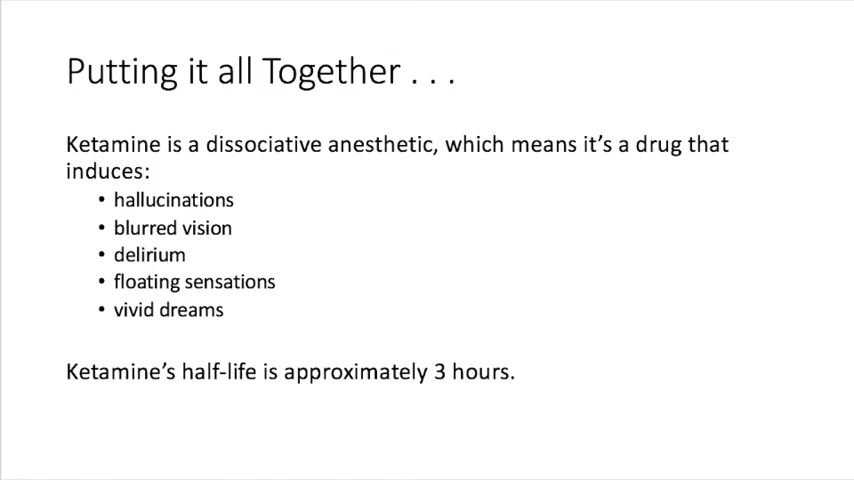 Putting it all Together . . .
Ketamine is a dissociative anesthetic, which means it’s a drug that
induces:
• hallucinations
• blurred vision
• delirium
• floating sensations
• vivid dreams
Ketamine’s half-life is approximately 3 hours.